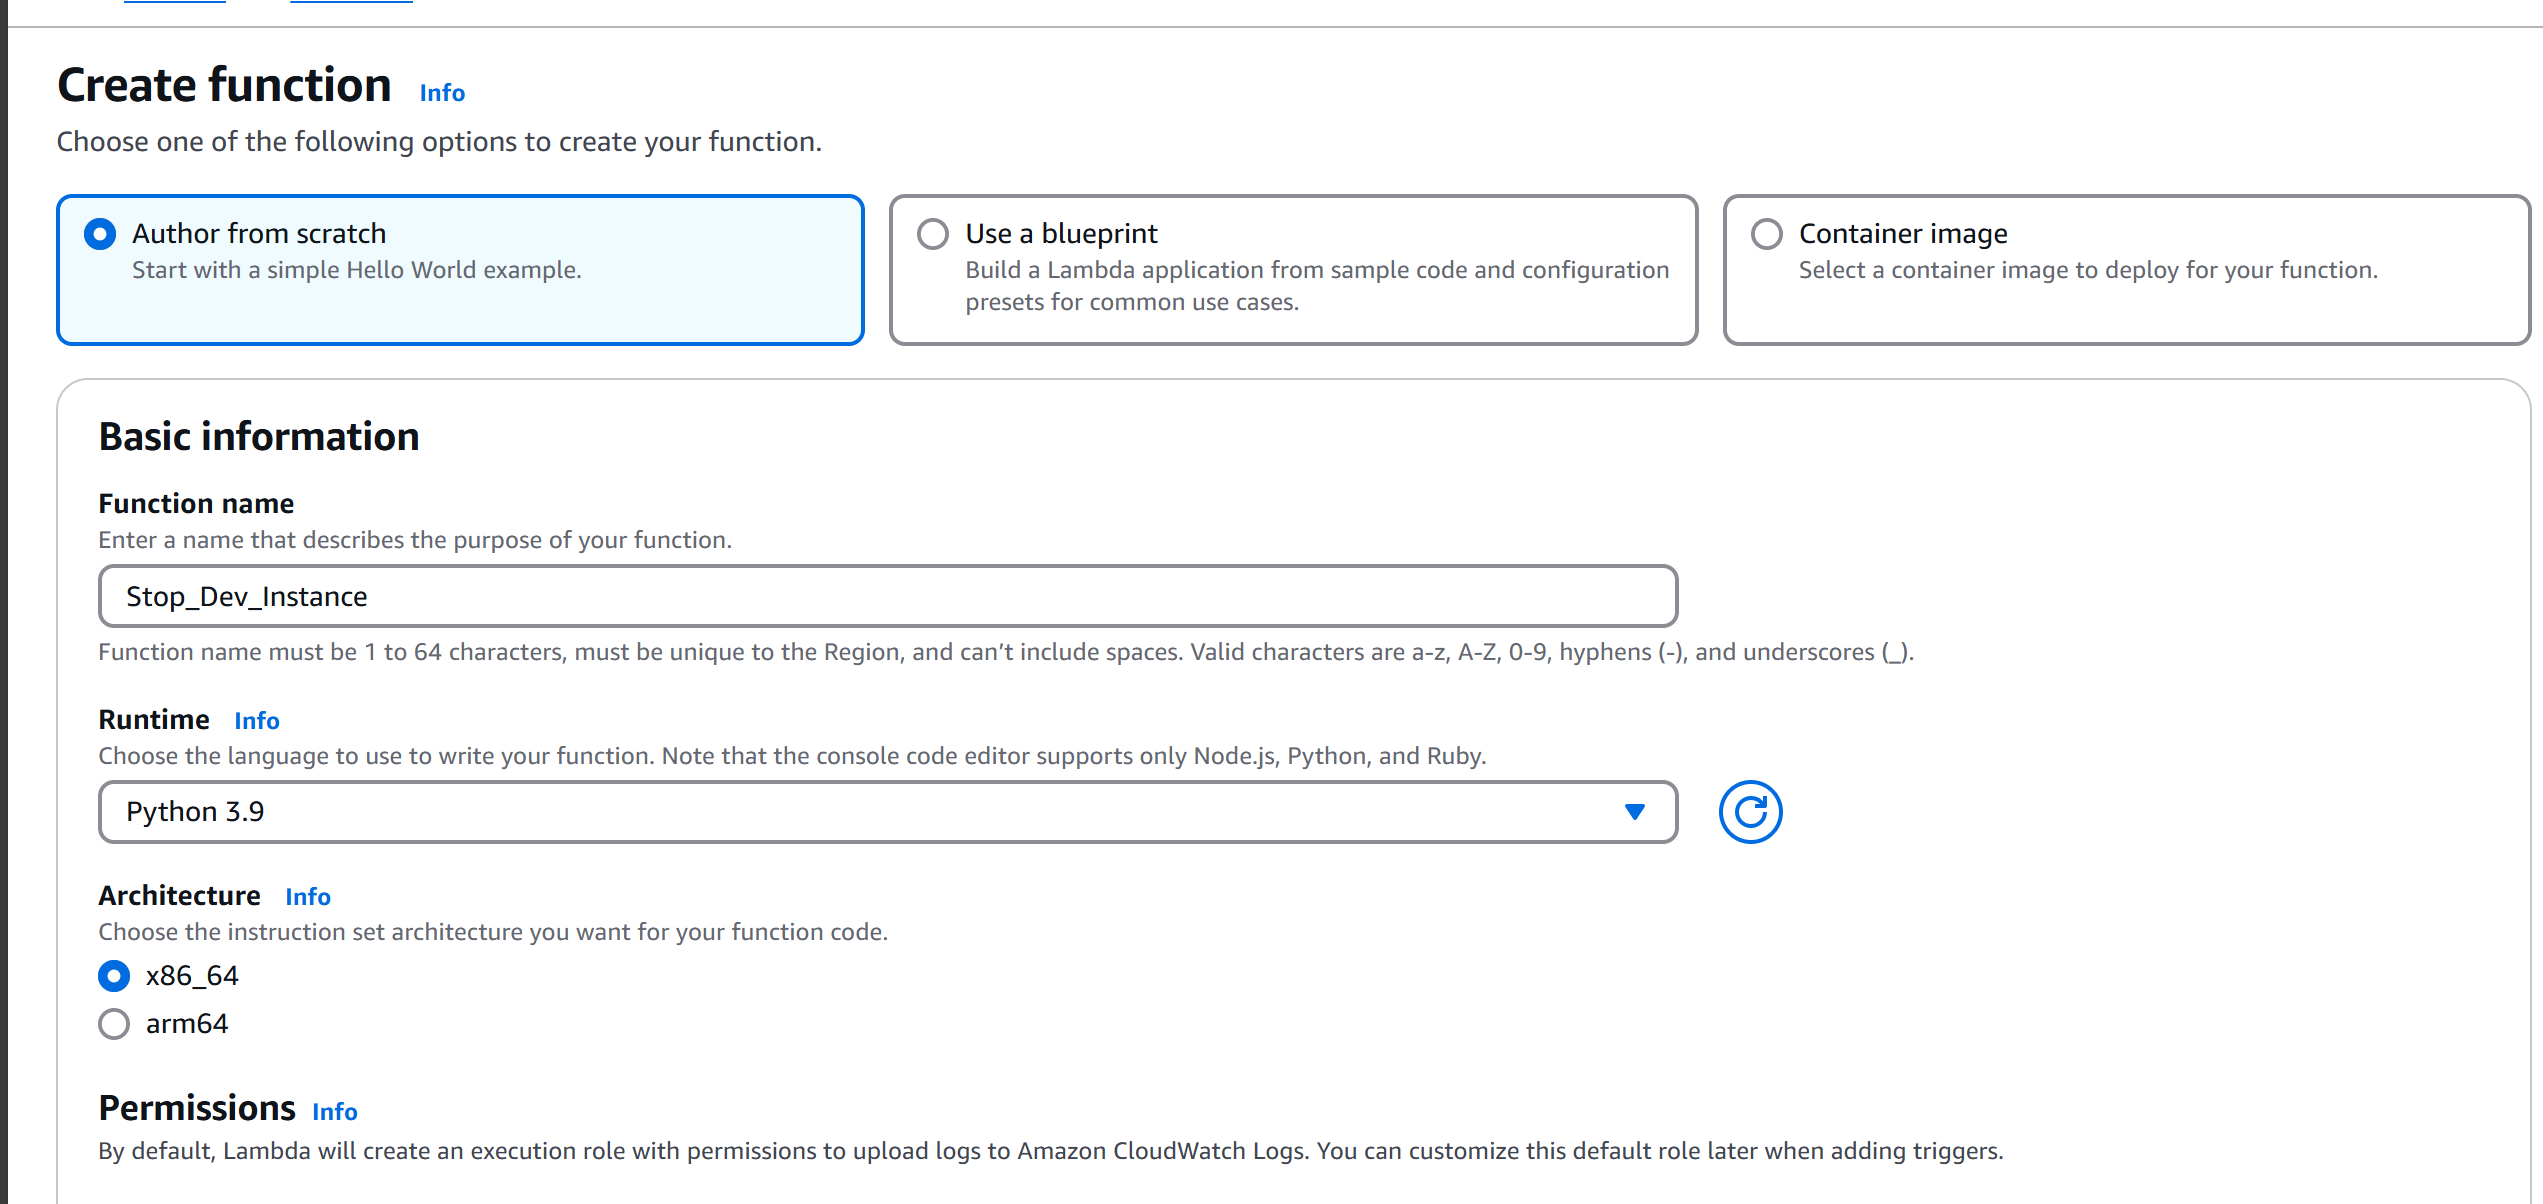 Create function Info
Choose one of the following options to create your function.
Author from scratch
Start with a simple Hello World example.
Use a blueprint
Build a Lambda application from sample code and configuration
presets for common use cases.
Container image
Select a container image to deploy for your function.
Basic information
Function name
Enter a name that describes the purpose of your function.
Stop_Dev_Instance
Function name must be 1 to 64 characters, must be unique to the Region, and can’t include spaces. Valid characters are a-z, A-Z, 0-9, hyphens (-), and underscores (_).
Runtime Info
Choose the language to use to write your function. Note that the console code editor supports only Node.js, Python, and Ruby.
Python 3.9
Architecture Info
Choose the instruction set architecture you want for your function code.
x86_64
arm64
Permissions Info
By default, Lambda will create an execution role with permissions to upload logs to Amazon CloudWatch Logs. You can customize this default role later when adding triggers.